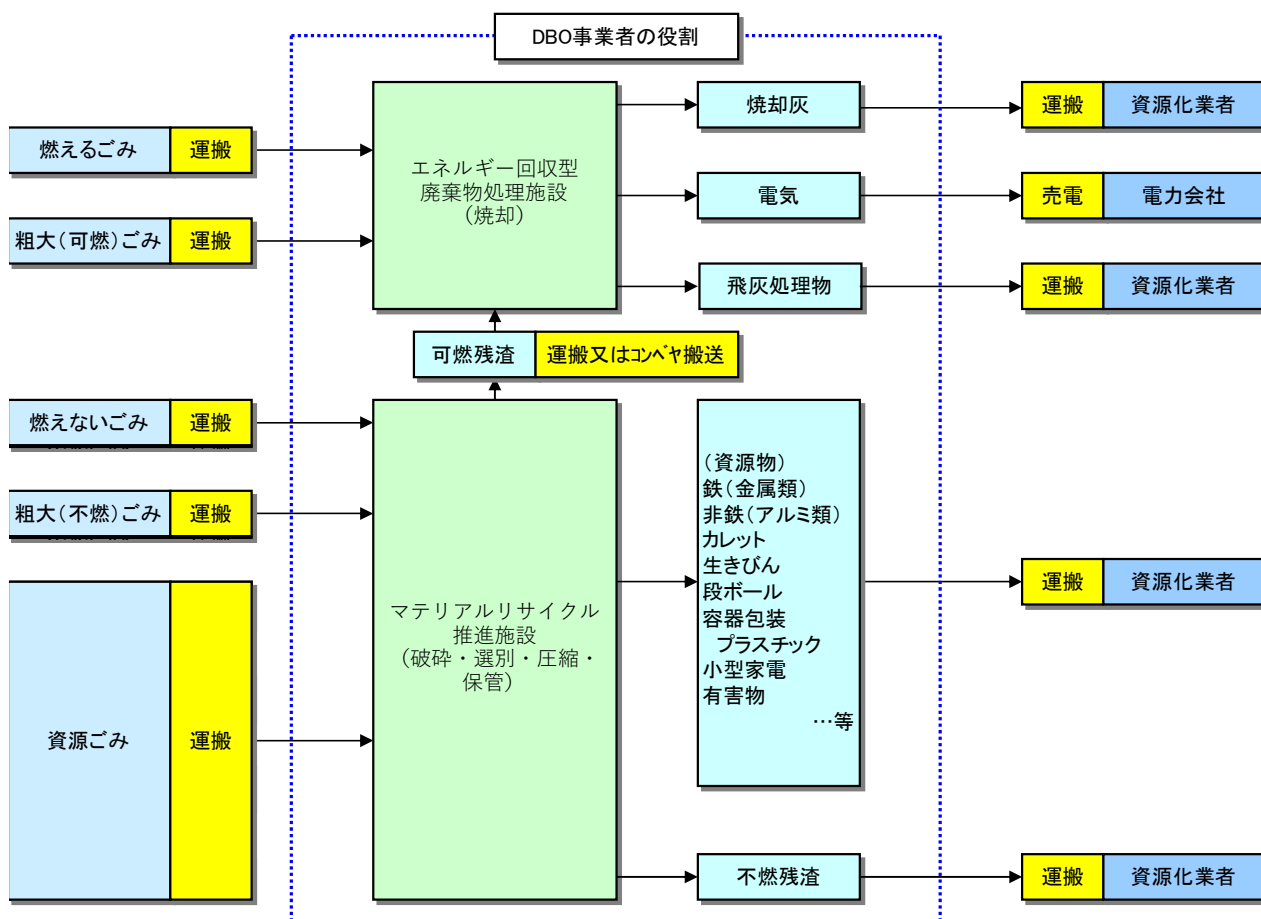 DBO事業者の役割
燃えるごみ
運搬
粗大（可燃）ごみ
運搬
エネルギー回収型
廃棄物処理施設
（焼却）
焼却灰
運搬
資源化業者
電気
売電
電力会社
飛灰処理物
運搬
資源化業者
可燃残渣
運搬又はｺﾝﾍﾞﾔ搬送
燃えないごみ
運搬
粗大（不燃）ごみ
運搬
資源ごみ
運搬
マテリアルリサイクル
推進施設
（破砕・選別・圧縮・
保管）
（資源物）
鉄（金属類）
非鉄（アルミ類）
カレット
生きびん
段ボール
容器包装
プラスチック
小型家電
有害物
…等
運搬
資源化業者
不燃残渣
運搬
資源化業者